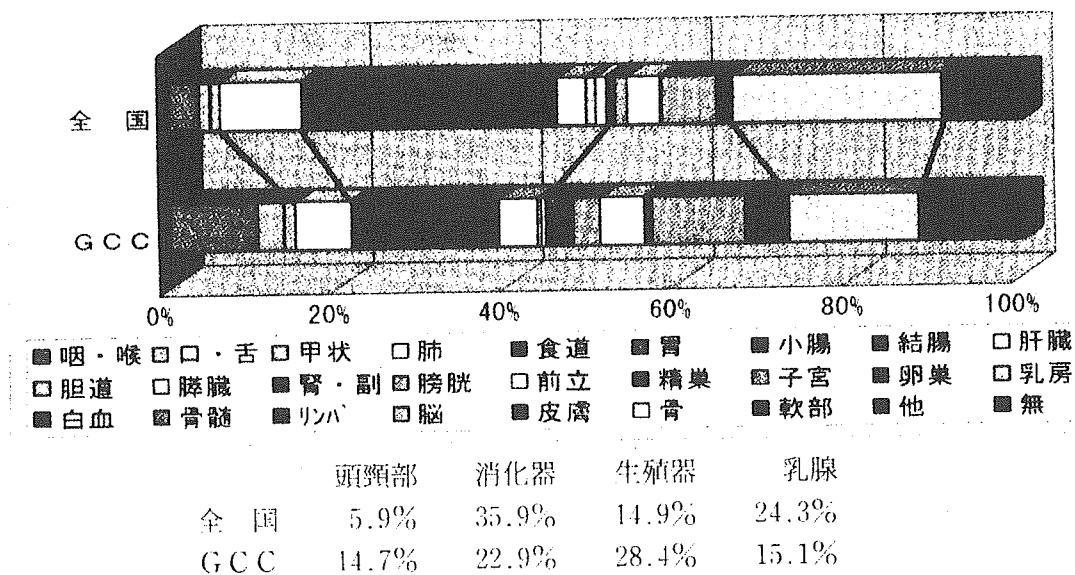 全 国
GCC
0% 20% 40% 60% 80% 100%
■咽・喉 □口・舌 □甲状 □肺 ■食道 ■胃 ■小腸 ■結腸 □肝臓
□胆道 □膵臓 ■腎・副 □膀胱 □前立 ■精巣 □子宮 ■卵巣 □乳房
■白血 ■骨髄 ■リンパ □脳 ■皮膚 □骨 ■軟部 ■他 ■無
頭頸部 消化器 生殖器 乳腺
全 国 5.9% 35.9% 14.9% 24.3%
GCC 14.7% 22.9% 28.4% 15.1%